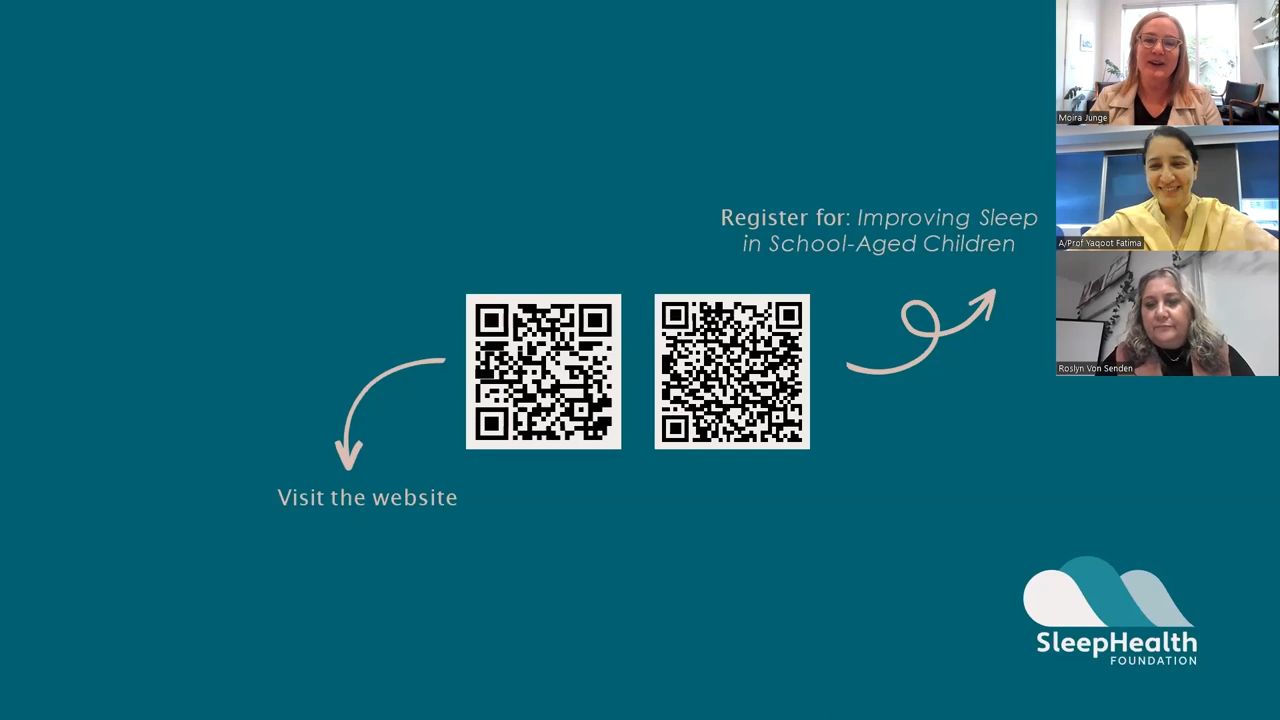 Moira Junge
A/Prof Yaqoot Fatima
Roslyn Von Senden
Register for: Improving Sleep
in School-Aged Children
Visit the website
SleepHealth
FOUNDATION